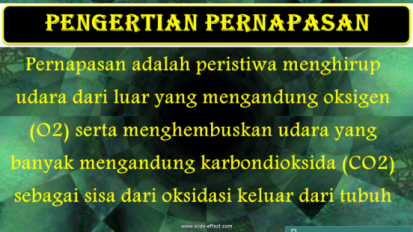 PENGERTIAN PERNAPASAN
Pernapasan adalah peristiwa menghirup
udara dari luar yang mengandung oksigen
(O2) serta menghembuskan udara yang
banyak mengandung karbondioksida (CO2)
sebagai sisa dari oksidasi keluar dari tubuh
www.side-effect.com